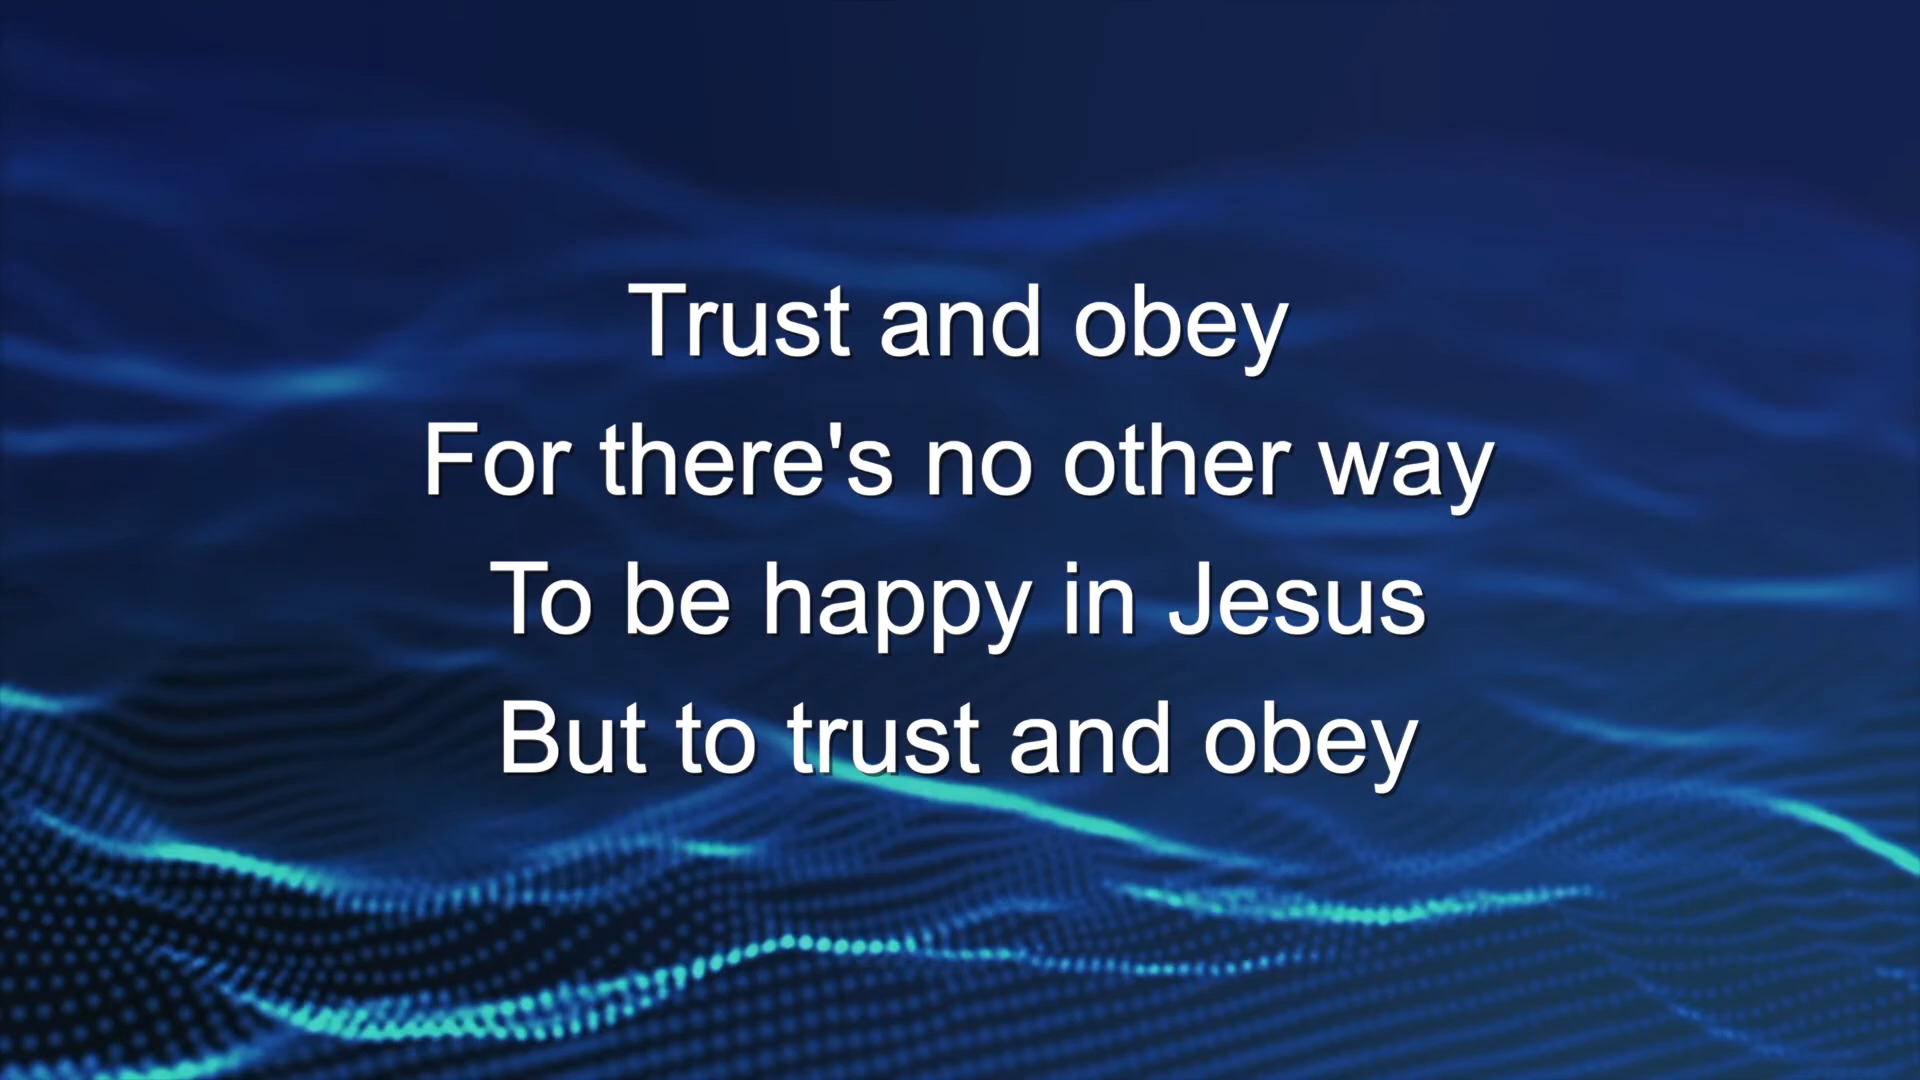 Trust and obey
For there's no other way
To be happy in Jesus
But to trust and obey